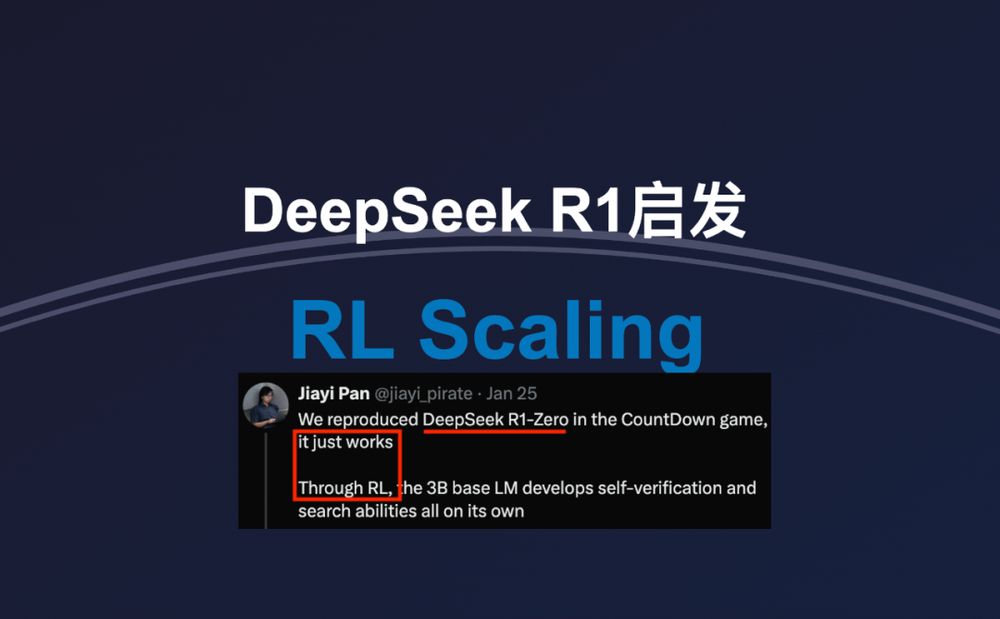 DeepSeek R1启发
RL Scaling
Jiayi Pan @jiayi_pirate · Jan 25
We reproduced DeepSeek R1-Zero in the CountDown game,
it just works
Through RL, the 3B base LM develops self-verification and
search abilities all on its own